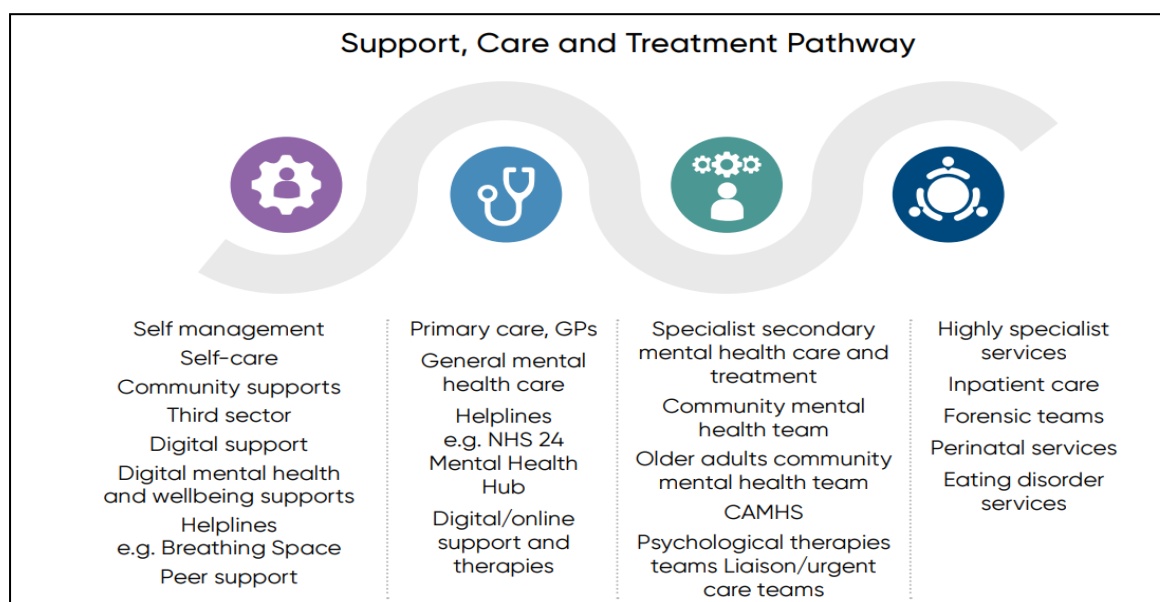 Support, Care and Treatment Pathway
Self management
Self-care
Community supports
Third sector
Digital support
Digital mental health
and wellbeing supports
Helplines
e.g. Breathing Space
Peer support
Primary care, GPs
General mental
health care
Helplines
e.g. NHS 24
Mental Health
Hub
Digital/online
support and
therapies
Specialist secondary
mental health care and
treatment
Community mental
health team
Older adults community
mental health team
CAMHS
Psychological therapies
teams Liaison/urgent
care teams
Highly specialist
services
Inpatient care
Forensic teams
Perinatal services
Eating disorder
services